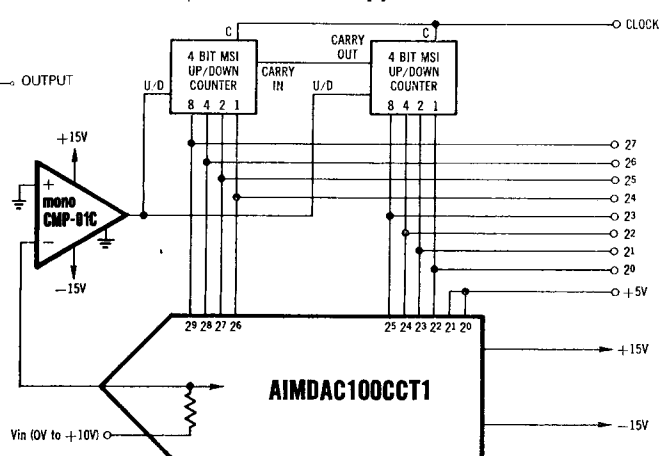 C
C
CLOCK
4 BIT MSI
UP/DOWN
COUNTER
8 4 2 1
CARRY
OUT
CARRY
IN
4 BIT MSI
UP/DOWN
COUNTER
8 4 2 1
OUTPUT
U/D
U/D
+15V
+
mono
CMP-01C
−
−15V
27
26
25
24
23
22
21
20
+5V
29 28 27 26
25 24 23 22 21 20
+15V
AIMDAC100CCT1
−15V
Vin (0V to +10V)